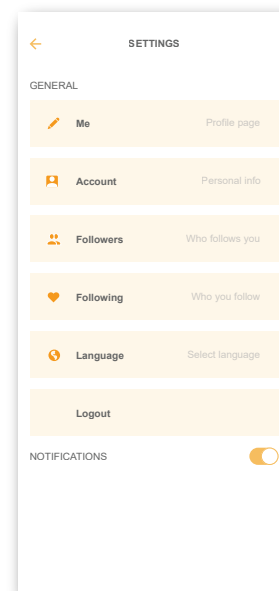 SETTINGS
GENERAL
Me Profile page
Account Personal info
Followers Who follows you
Following Who you follow
Language Select language
Logout
NOTIFICATIONS